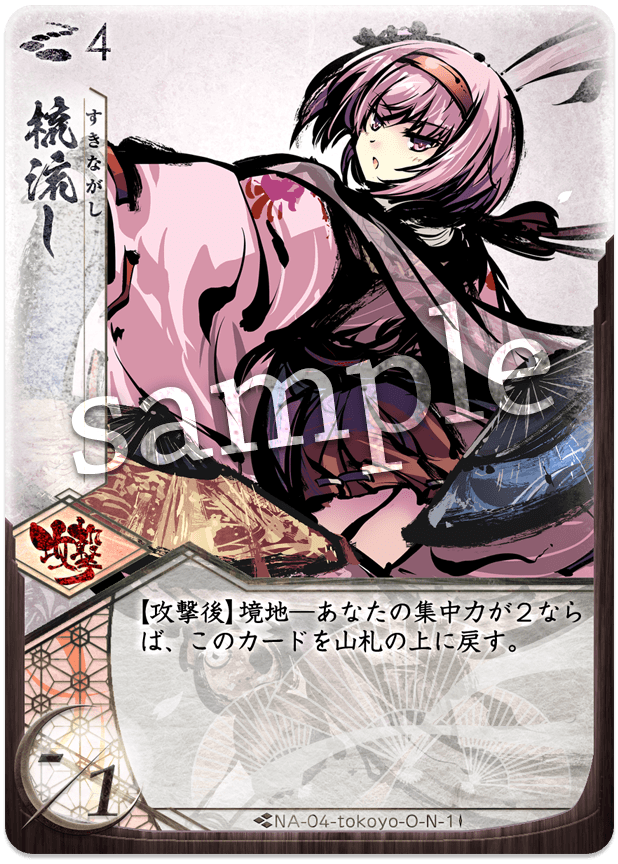 4
梳流し
すきながし
sample
攻撃
【攻撃後】境地―あなたの集中力が２なら
ば、このカードを山札の上に戻す。
-/1
NA-04-tokoyo-O-N-1